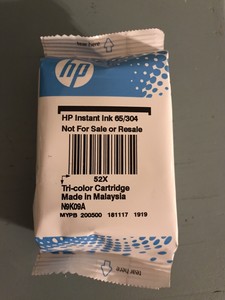 tear here
hp
HP Instant Ink 65/304
Not For Sale or Resale
52X
Tri-color Cartridge
Made in Malaysia
N9K09A
MYPB 200500 181117 1919
tear here